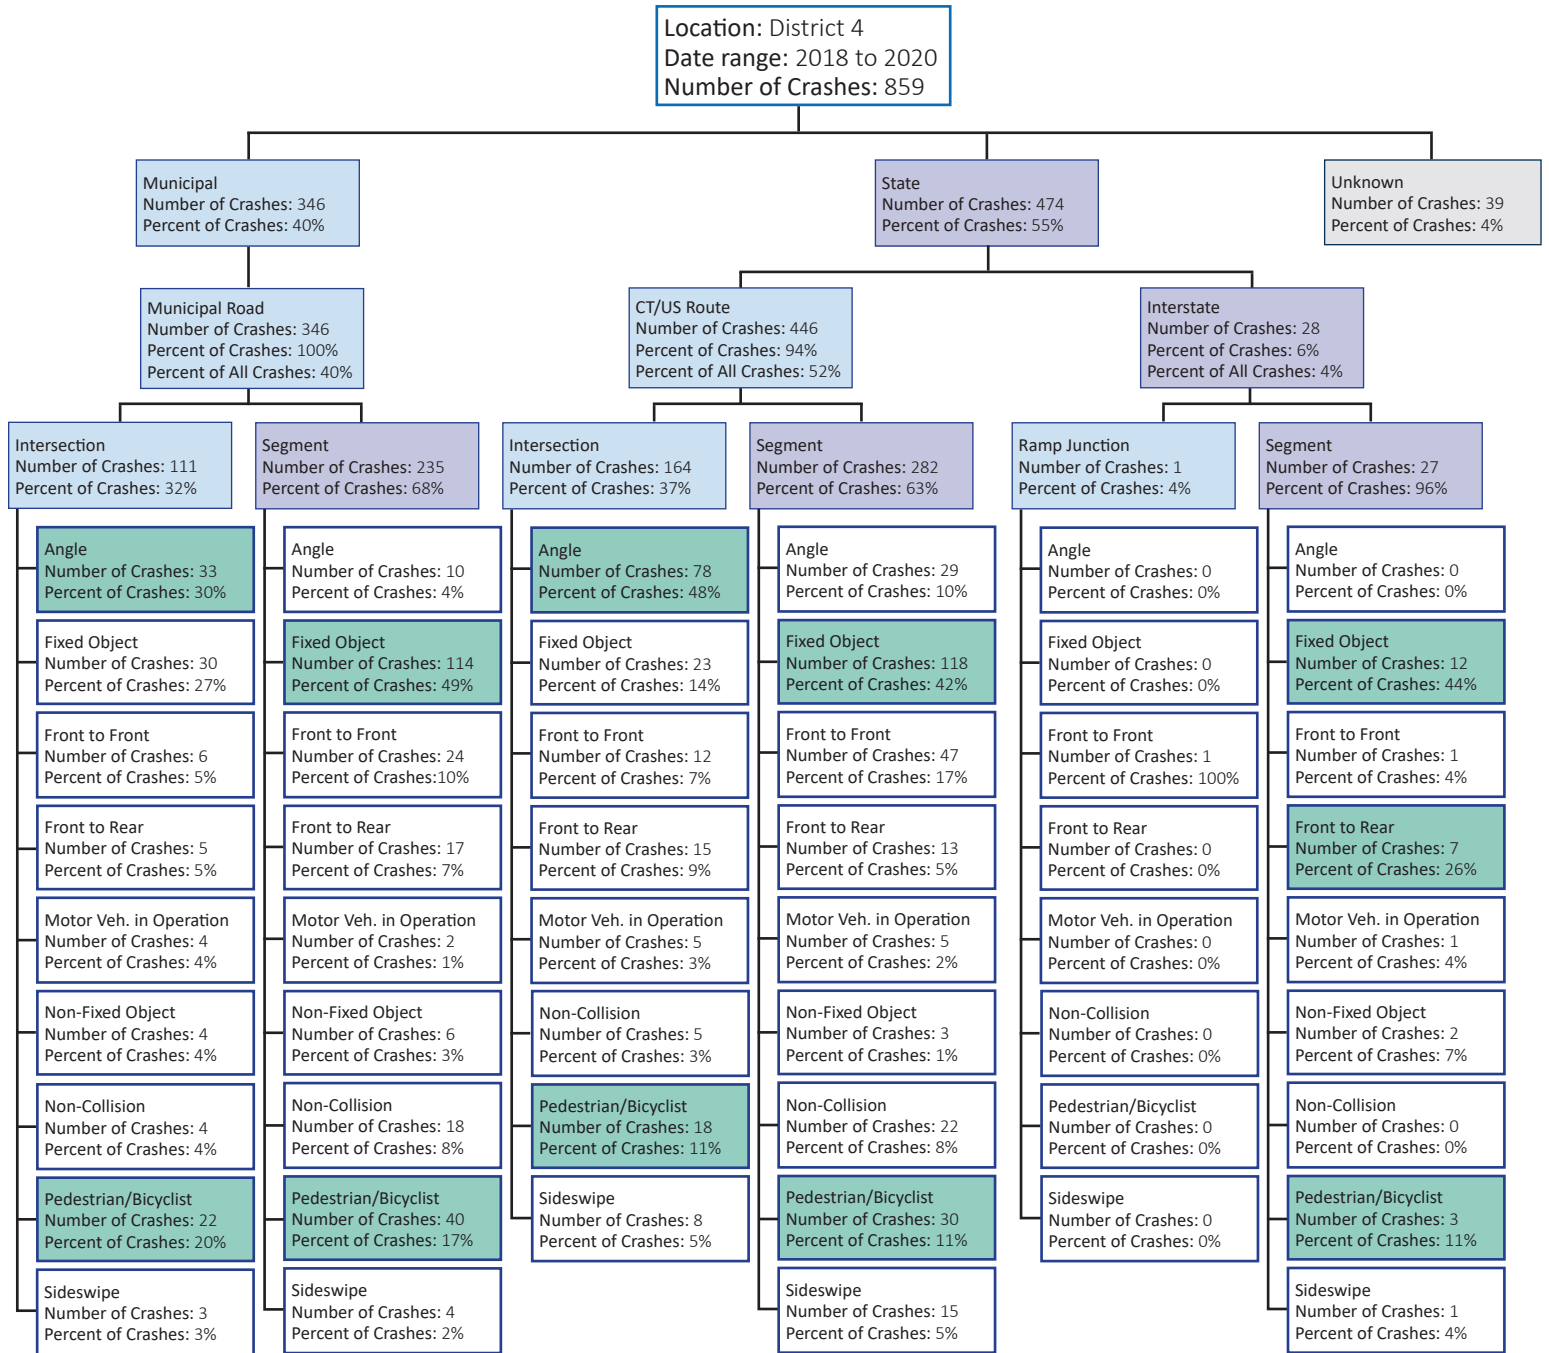 Location: District 4
Date range: 2018 to 2020
Number of Crashes: 859
Municipal
Number of Crashes: 346
Percent of Crashes: 40%
State
Number of Crashes: 474
Percent of Crashes: 55%
Unknown
Number of Crashes: 39
Percent of Crashes: 4%
Municipal Road
Number of Crashes: 346
Percent of Crashes: 100%
Percent of All Crashes: 40%
CT/US Route
Number of Crashes: 446
Percent of Crashes: 94%
Percent of All Crashes: 52%
Interstate
Number of Crashes: 28
Percent of Crashes: 6%
Percent of All Crashes: 4%
Intersection
Number of Crashes: 111
Percent of Crashes: 32%
Angle
Number of Crashes: 33
Percent of Crashes: 30%
Fixed Object
Number of Crashes: 30
Percent of Crashes: 27%
Front to Front
Number of Crashes: 6
Percent of Crashes: 5%
Front to Rear
Number of Crashes: 5
Percent of Crashes: 5%
Motor Veh. in Operation
Number of Crashes: 4
Percent of Crashes: 4%
Non-Fixed Object
Number of Crashes: 4
Percent of Crashes: 4%
Non-Collision
Number of Crashes: 4
Percent of Crashes: 4%
Pedestrian/Bicyclist
Number of Crashes: 22
Percent of Crashes: 20%
Sideswipe
Number of Crashes: 3
Percent of Crashes: 3%
Segment
Number of Crashes: 235
Percent of Crashes: 68%
Angle
Number of Crashes: 10
Percent of Crashes: 4%
Fixed Object
Number of Crashes: 114
Percent of Crashes: 49%
Front to Front
Number of Crashes: 24
Percent of Crashes:10%
Front to Rear
Number of Crashes: 17
Percent of Crashes: 7%
Motor Veh. in Operation
Number of Crashes: 2
Percent of Crashes: 1%
Non-Fixed Object
Number of Crashes: 6
Percent of Crashes: 3%
Non-Collision
Number of Crashes: 18
Percent of Crashes: 8%
Pedestrian/Bicyclist
Number of Crashes: 40
Percent of Crashes: 17%
Sideswipe
Number of Crashes: 4
Percent of Crashes: 2%
Intersection
Number of Crashes: 164
Percent of Crashes: 37%
Angle
Number of Crashes: 78
Percent of Crashes: 48%
Fixed Object
Number of Crashes: 23
Percent of Crashes: 14%
Front to Front
Number of Crashes: 12
Percent of Crashes: 7%
Front to Rear
Number of Crashes: 15
Percent of Crashes: 9%
Motor Veh. in Operation
Number of Crashes: 5
Percent of Crashes: 3%
Non-Collision
Number of Crashes: 5
Percent of Crashes: 3%
Pedestrian/Bicyclist
Number of Crashes: 18
Percent of Crashes: 11%
Sideswipe
Number of Crashes: 8
Percent of Crashes: 5%
Segment
Number of Crashes: 282
Percent of Crashes: 63%
Angle
Number of Crashes: 29
Percent of Crashes: 10%
Fixed Object
Number of Crashes: 118
Percent of Crashes: 42%
Front to Front
Number of Crashes: 47
Percent of Crashes: 17%
Front to Rear
Number of Crashes: 13
Percent of Crashes: 5%
Motor Veh. in Operation
Number of Crashes: 5
Percent of Crashes: 2%
Non-Fixed Object
Number of Crashes: 3
Percent of Crashes: 1%
Non-Collision
Number of Crashes: 22
Percent of Crashes: 8%
Pedestrian/Bicyclist
Number of Crashes: 30
Percent of Crashes: 11%
Sideswipe
Number of Crashes: 15
Percent of Crashes: 5%
Ramp Junction
Number of Crashes: 1
Percent of Crashes: 4%
Angle
Number of Crashes: 0
Percent of Crashes: 0%
Fixed Object
Number of Crashes: 0
Percent of Crashes: 0%
Front to Front
Number of Crashes: 1
Percent of Crashes: 100%
Front to Rear
Number of Crashes: 0
Percent of Crashes: 0%
Motor Veh. in Operation
Number of Crashes: 0
Percent of Crashes: 0%
Non-Collision
Number of Crashes: 0
Percent of Crashes: 0%
Pedestrian/Bicyclist
Number of Crashes: 0
Percent of Crashes: 0%
Sideswipe
Number of Crashes: 0
Percent of Crashes: 0%
Segment
Number of Crashes: 27
Percent of Crashes: 96%
Angle
Number of Crashes: 0
Percent of Crashes: 0%
Fixed Object
Number of Crashes: 12
Percent of Crashes: 44%
Front to Front
Number of Crashes: 1
Percent of Crashes: 4%
Front to Rear
Number of Crashes: 7
Percent of Crashes: 26%
Motor Veh. in Operation
Number of Crashes: 1
Percent of Crashes: 4%
Non-Fixed Object
Number of Crashes: 2
Percent of Crashes: 7%
Non-Collision
Number of Crashes: 0
Percent of Crashes: 0%
Pedestrian/Bicyclist
Number of Crashes: 3
Percent of Crashes: 11%
Sideswipe
Number of Crashes: 1
Percent of Crashes: 4%